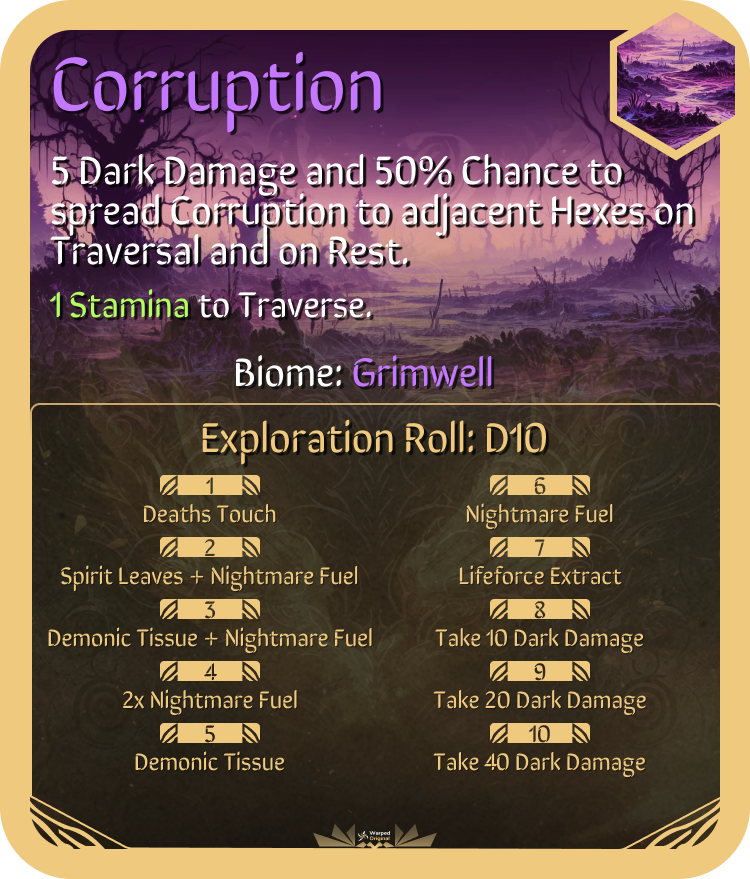 Corruption
5 Dark Damage and 50% Chance to
spread Corruption to adjacent Hexes on
Traversal and on Rest.
1 Stamina to Traverse.
Biome: Grimwell
Exploration Roll: D10
1
Deaths Touch
2
Spirit Leaves + Nightmare Fuel
3
Demonic Tissue + Nightmare Fuel
4
2x Nightmare Fuel
5
Demonic Tissue
6
Nightmare Fuel
7
Lifeforce Extract
8
Take 10 Dark Damage
9
Take 20 Dark Damage
10
Take 40 Dark Damage
Warped
Original